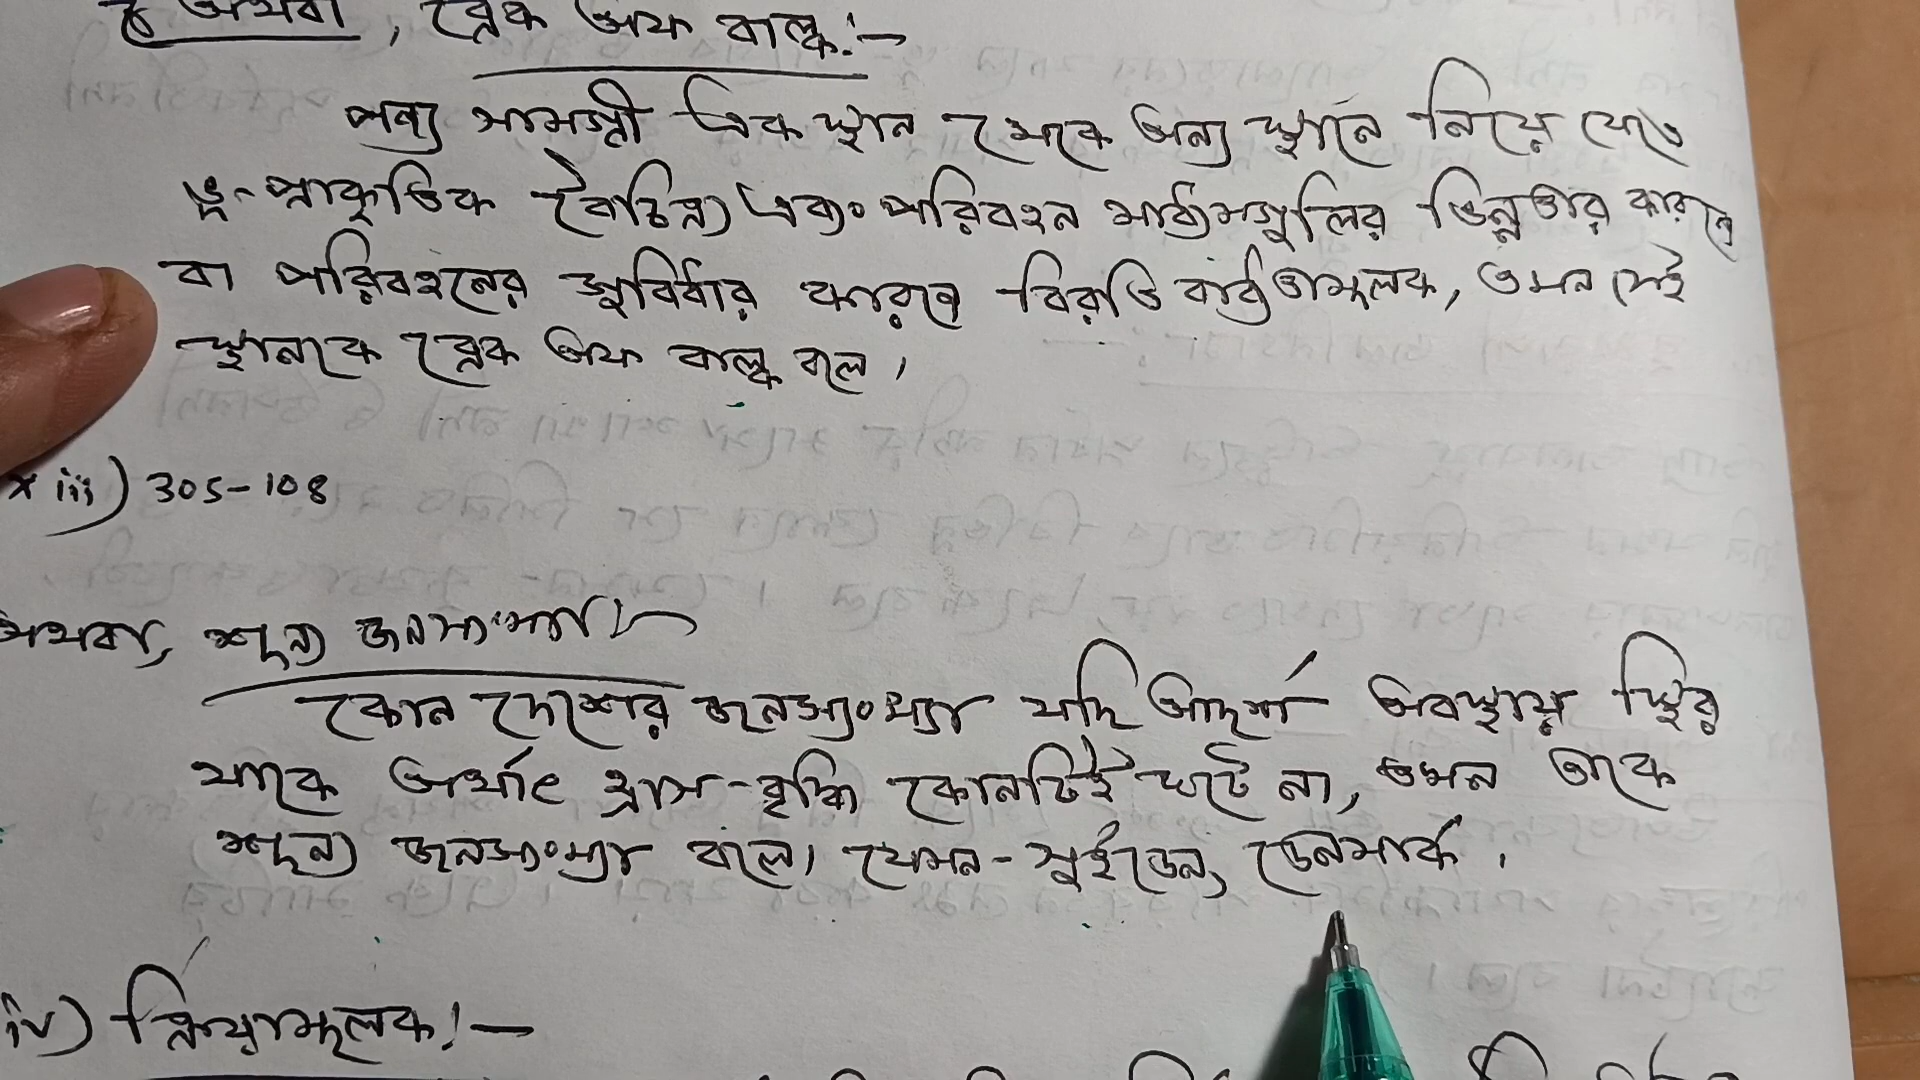 অথবা, ব্রেক অফ বাল্ক:-
পণ্য সামগ্রী এক স্থান থেকে অন্য স্থানে নিয়ে যেতে
ভূ-প্রাকৃতিক বৈচিত্র্য এবং পরিবহন মাধ্যমগুলির ভিন্নতার কারণে
বা পরিবহনের সুবিধার কারণে বিরতি বাধ্যতামূলক, তখন সেই
স্থানকে ব্রেক অফ বাল্ক বলে।
xiii) 305-108
অথবা, শূন্য জনসংখ্যা:-
কোন দেশের জনসংখ্যা যদি আদর্শ অবস্থায় স্থির
থাকে অর্থাৎ হ্রাস-বৃদ্ধি কোনটিই ঘটে না, তখন তাকে
শূন্য জনসংখ্যা বলে। যেমন- সুইডেন, ডেনমার্ক।
iv) ক্রিয়ামূলক:-